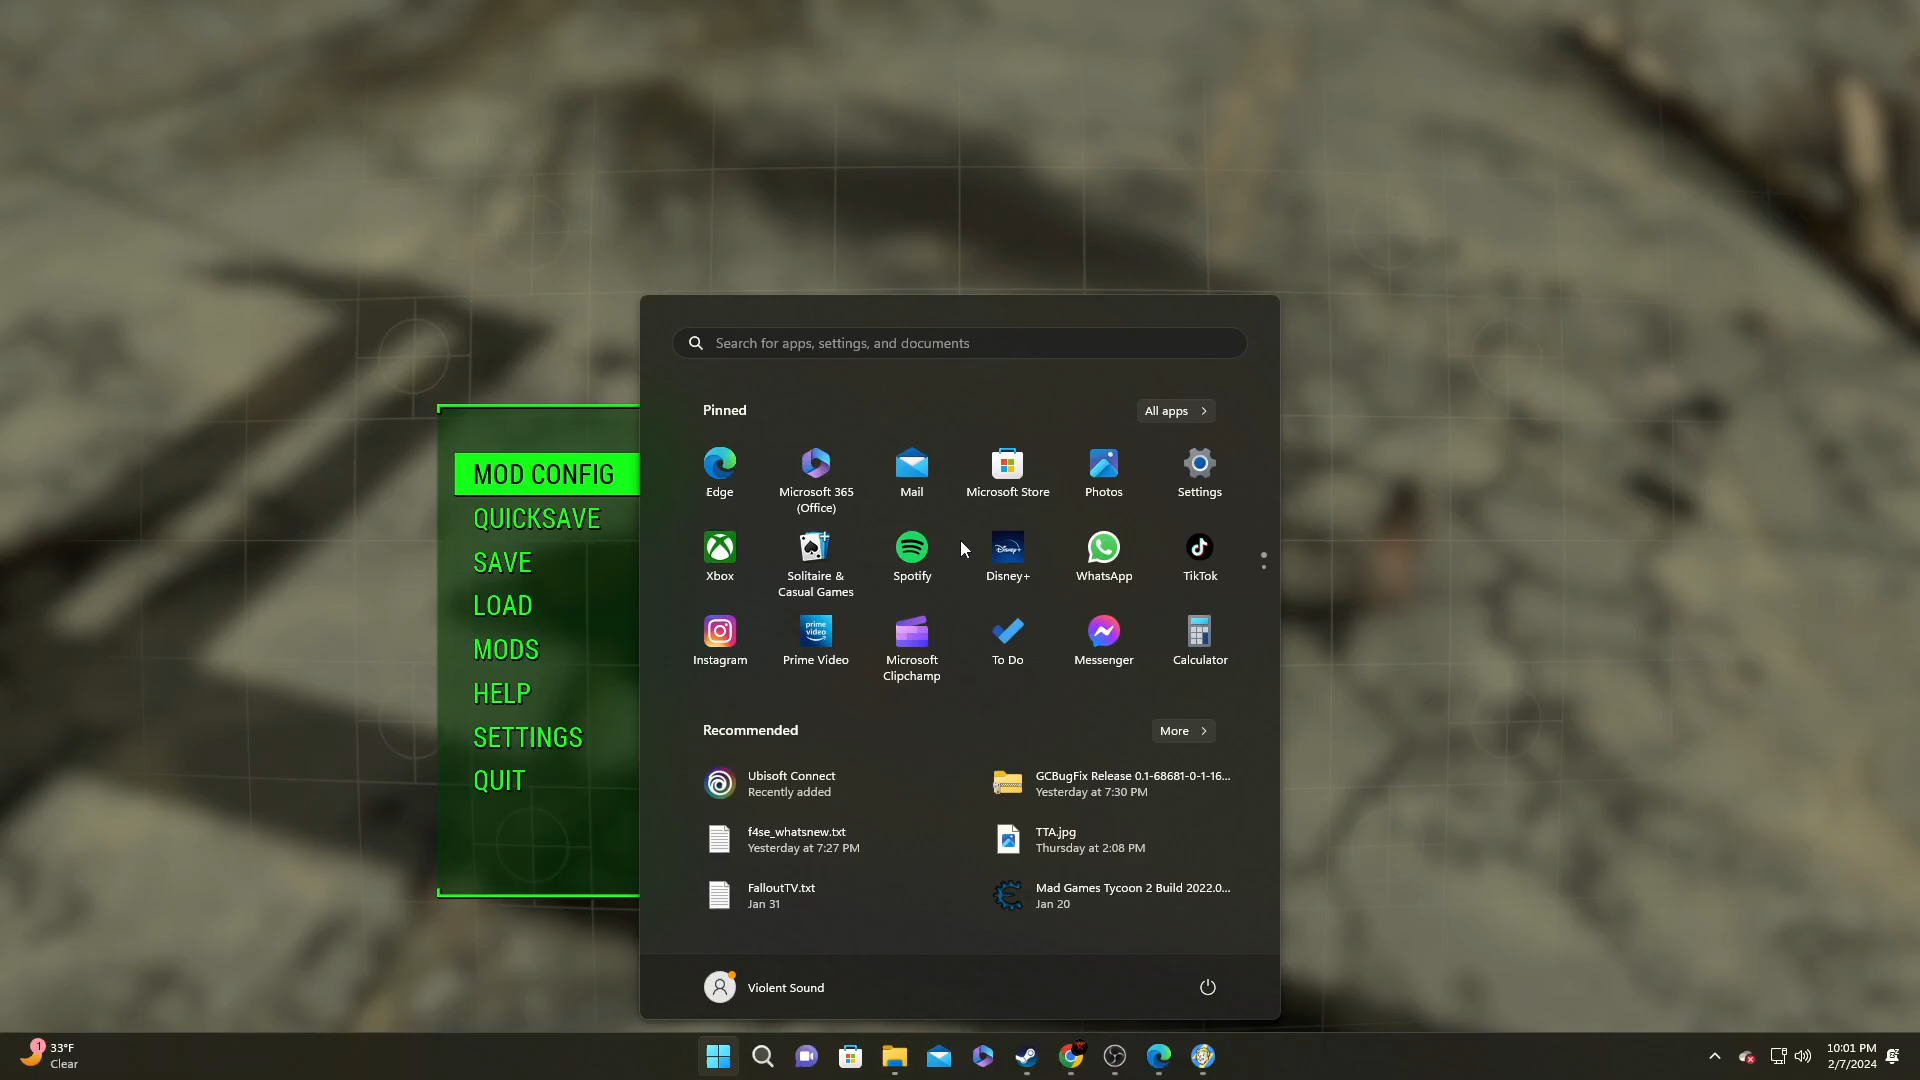 Search for apps, settings, and documents
Pinned
All apps
Edge
Microsoft 365
(Office)
Mail
Microsoft Store
Photos
Settings
Xbox
Solitaire &
Casual Games
Spotify
Disney+
WhatsApp
TikTok
Instagram
prime
video
Prime Video
Microsoft
Clipchamp
To Do
Messenger
Calculator
MOD CONFIG
QUICKSAVE
SAVE
LOAD
MODS
HELP
SETTINGS
QUIT
Recommended
More
Ubisoft Connect
Recently added
GCBugFix Release 0.1-68681-0-1-16...
Yesterday at 7:30 PM
f4se_whatsnew.txt
Yesterday at 7:27 PM
TTA.jpg
Thursday at 2:08 PM
FalloutTV.txt
Jan 31
Mad Games Tycoon 2 Build 2022.0...
Jan 20
Violent Sound
1
33°F
Clear
10:01 PM
2/7/2024